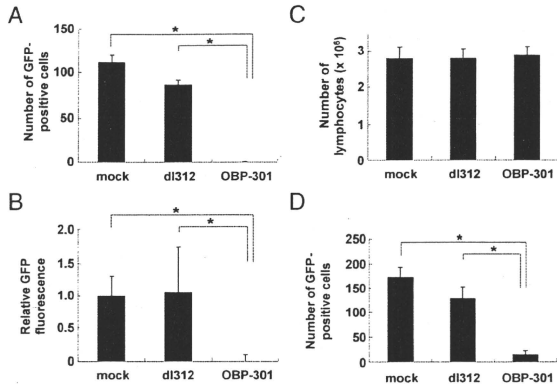 A
Number of GFP-
positive cells
150
100
50
0
*
*
mock
dl312
OBP-301
C
Number of
lymphocytes (x 10⁶)
3
2
1
0
mock
dl312
OBP-301
B
Relative GFP
fluorescence
2.0
1.5
1.0
0.5
0
*
*
mock
dl312
OBP-301
D
Number of GFP-
positive cells
250
200
150
100
50
0
*
*
mock
dl312
OBP-301